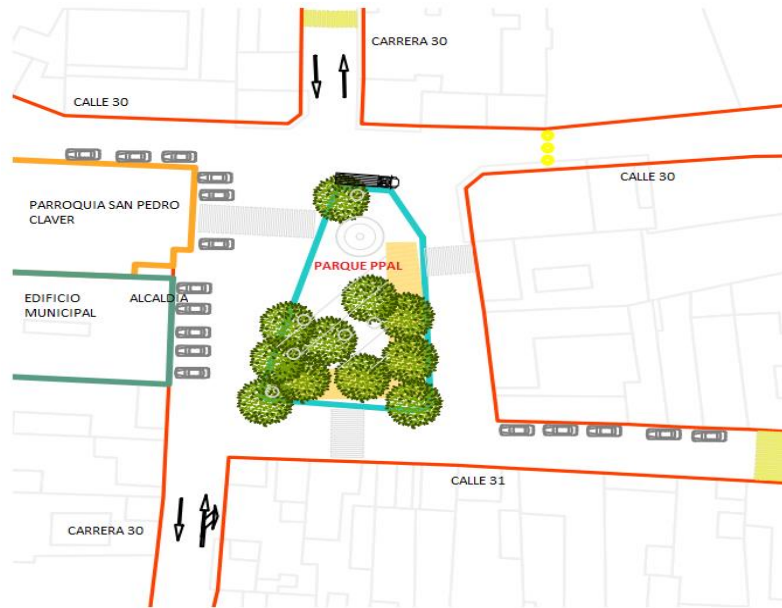 CARRERA 30
CALLE 30
CALLE 30
PARROQUIA SAN PEDRO
CLAVER
PARQUE PPAL
EDIFICIO
MUNICIPAL
ALCALDIA
CALLE 31
CARRERA 30